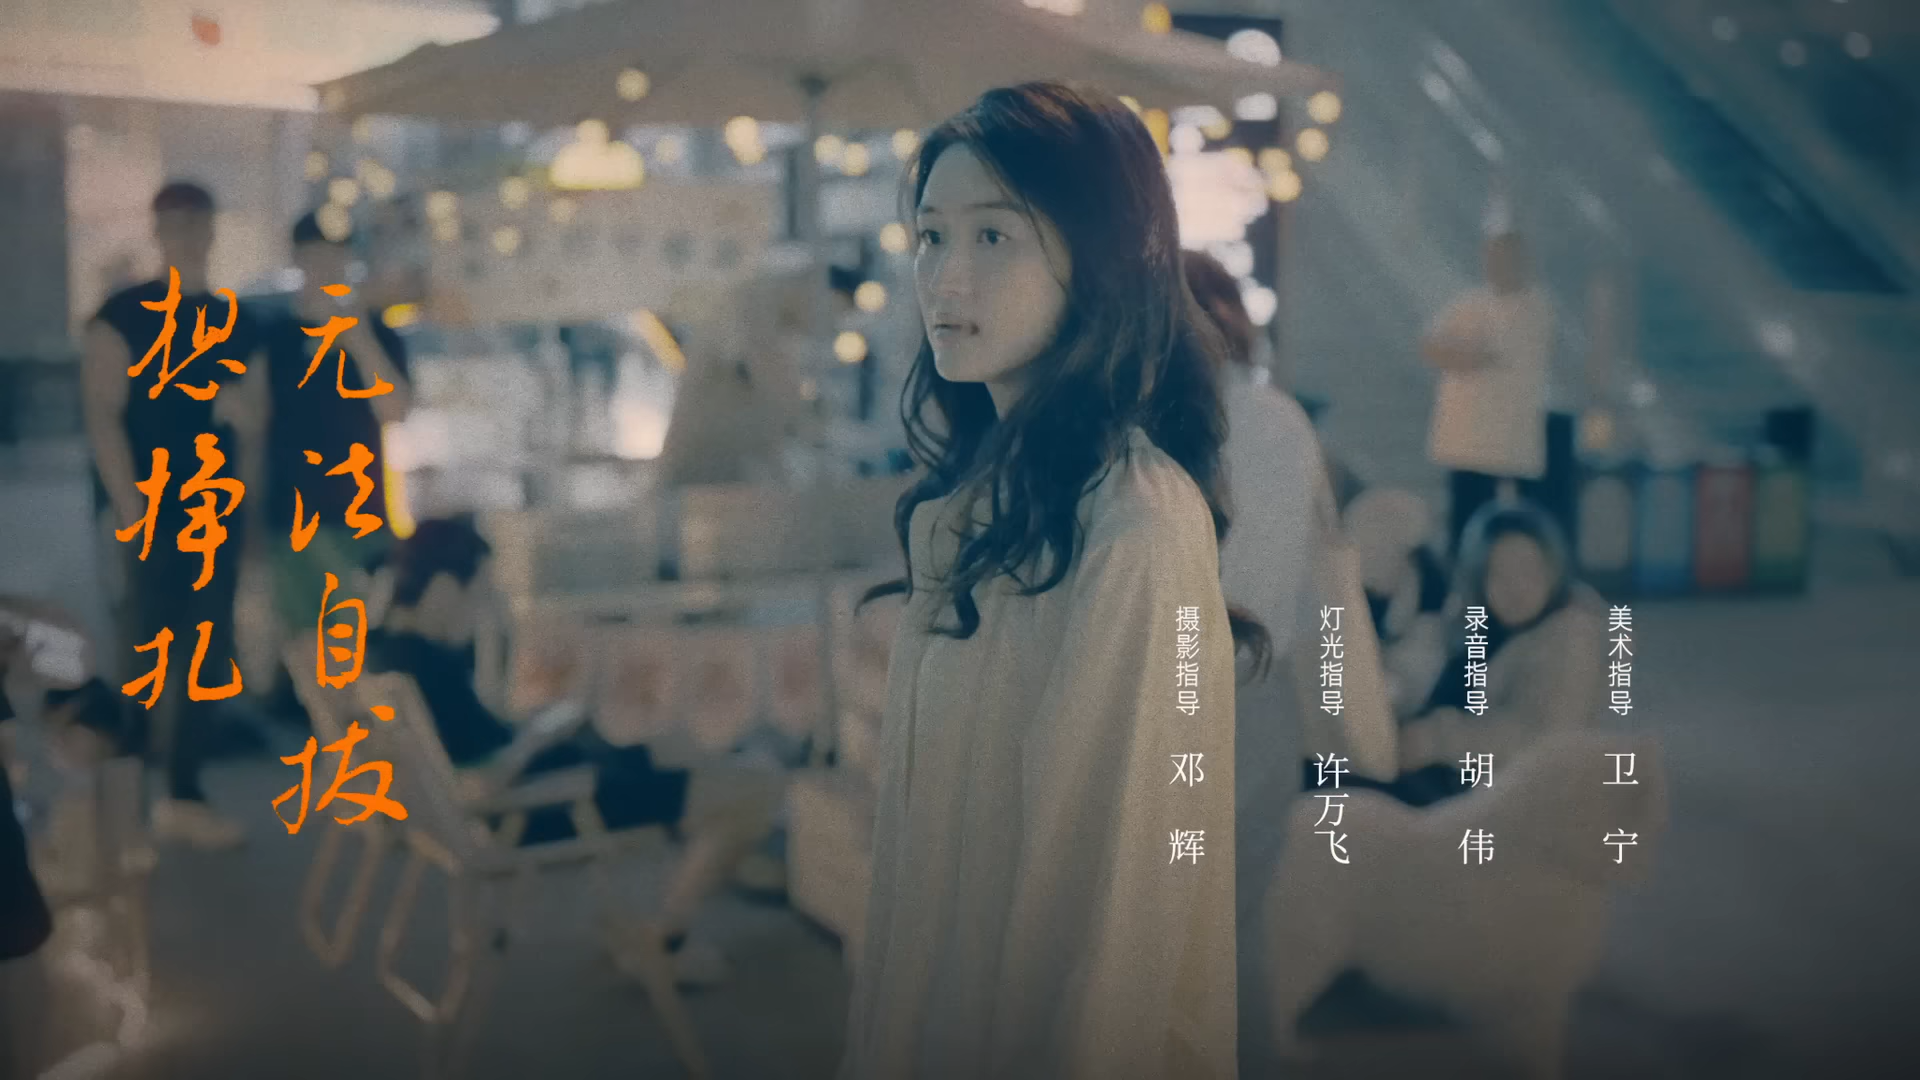 想挣扎
无法自拔
摄影指导
邓辉
灯光指导
许万飞
录音指导
胡伟
美术指导
卫宁